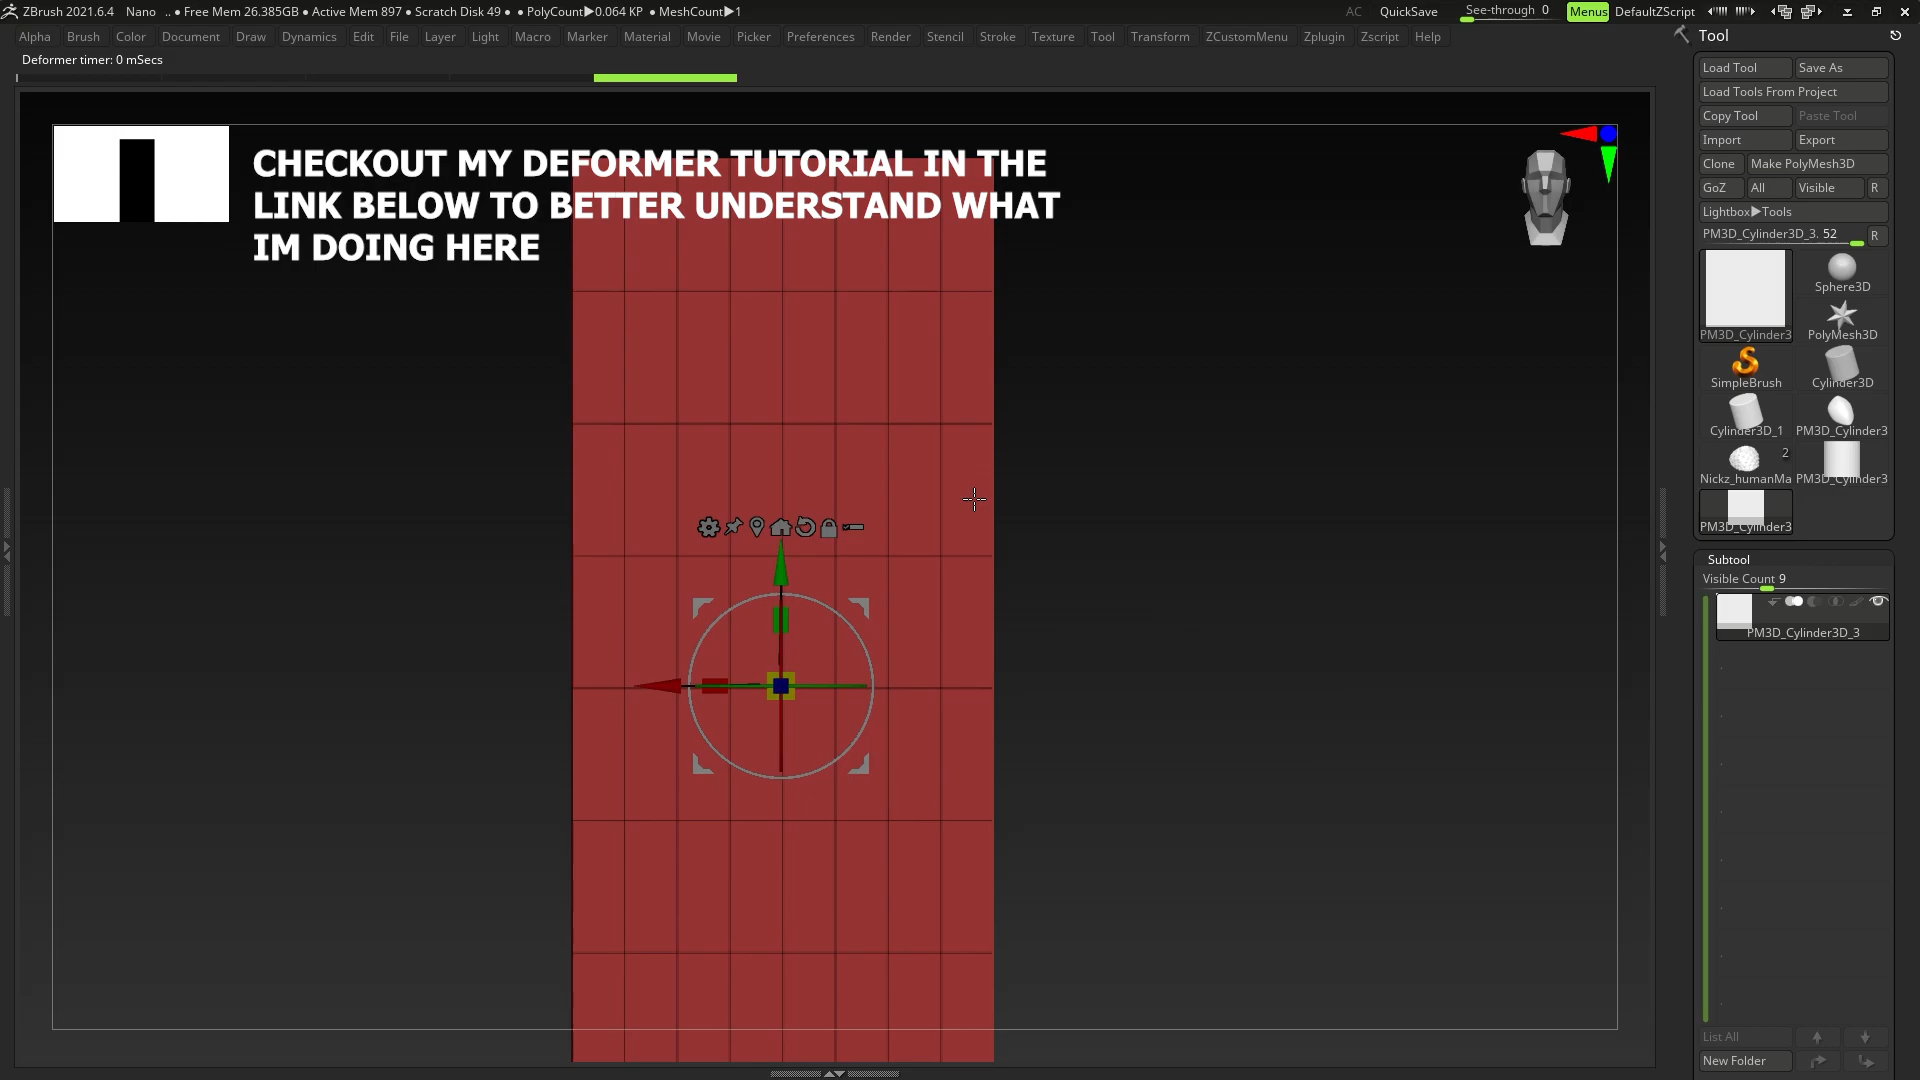 ZBrush 2021.6.4 Nano .. ● Free Mem 26.385GB ● Active Mem 897 ● Scratch Disk 49 ● ● PolyCount▶0.064 KP ● MeshCount▶1 AC QuickSave See-through 0 Menus DefaultZScript
Alpha Brush Color Document Draw Dynamics Edit File Layer Light Macro Marker Material Movie Picker Preferences Render Stencil Stroke Texture Tool Transform ZCustomMenu Zplugin Zscript Help
Deformer timer: 0 mSecs
CHECKOUT MY DEFORMER TUTORIAL IN THE
LINK BELOW TO BETTER UNDERSTAND WHAT
IM DOING HERE
Tool
Load Tool Save As
Load Tools From Project
Copy Tool Paste Tool
Import Export
Clone Make PolyMesh3D
GoZ All Visible R
Lightbox▶Tools
PM3D_Cylinder3D_3. 52 R
Sphere3D
PM3D_Cylinder3 PolyMesh3D
SimpleBrush Cylinder3D
Cylinder3D_1 PM3D_Cylinder3
2
Nickz_humanMa PM3D_Cylinder3
PM3D_Cylinder3
Subtool
Visible Count 9
PM3D_Cylinder3D_3
List All
New Folder